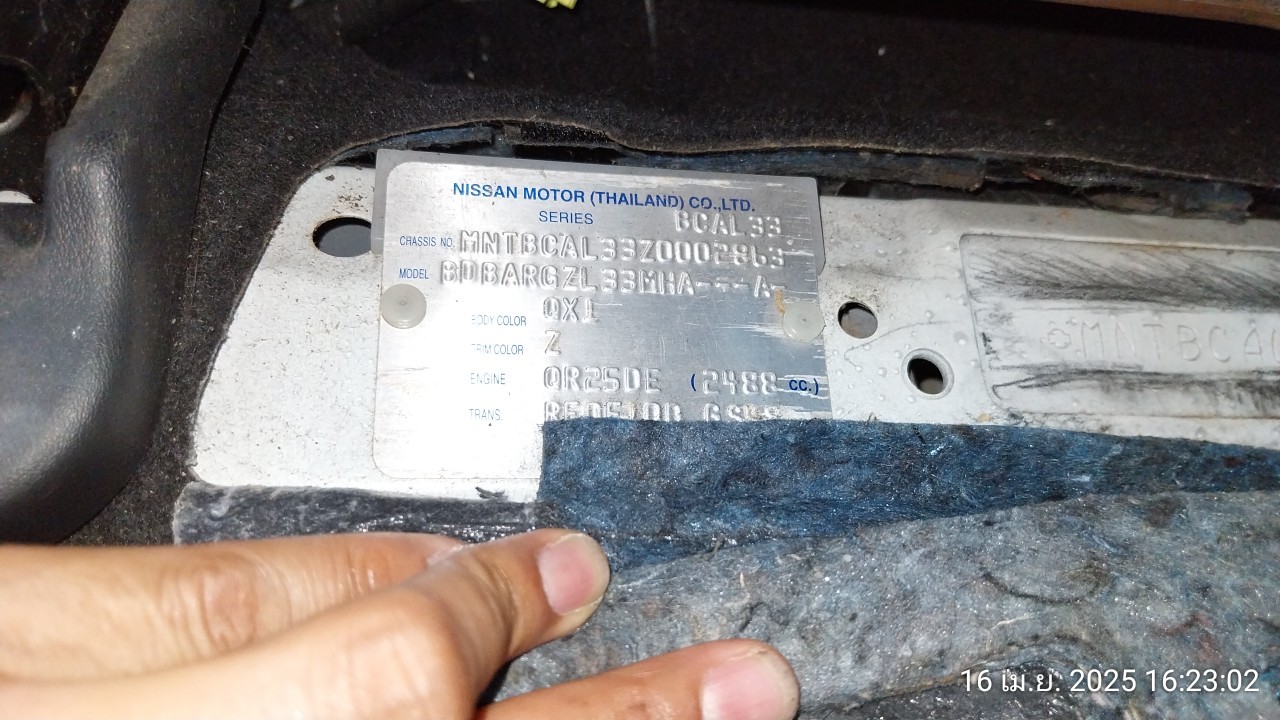 NISSAN MOTOR (THAILAND) CO.,LTD.
SERIES BCAL33
CHASSIS NO. MNTBCAL33Z0002863
MODEL BDBARGZL33MHA---A-
BODY COLOR QX1
TRIM COLOR Z
ENGINE QR25DE (2488 CC.)
TRANS.
MNTBCA
16 เม.ย. 2025 16:23:02